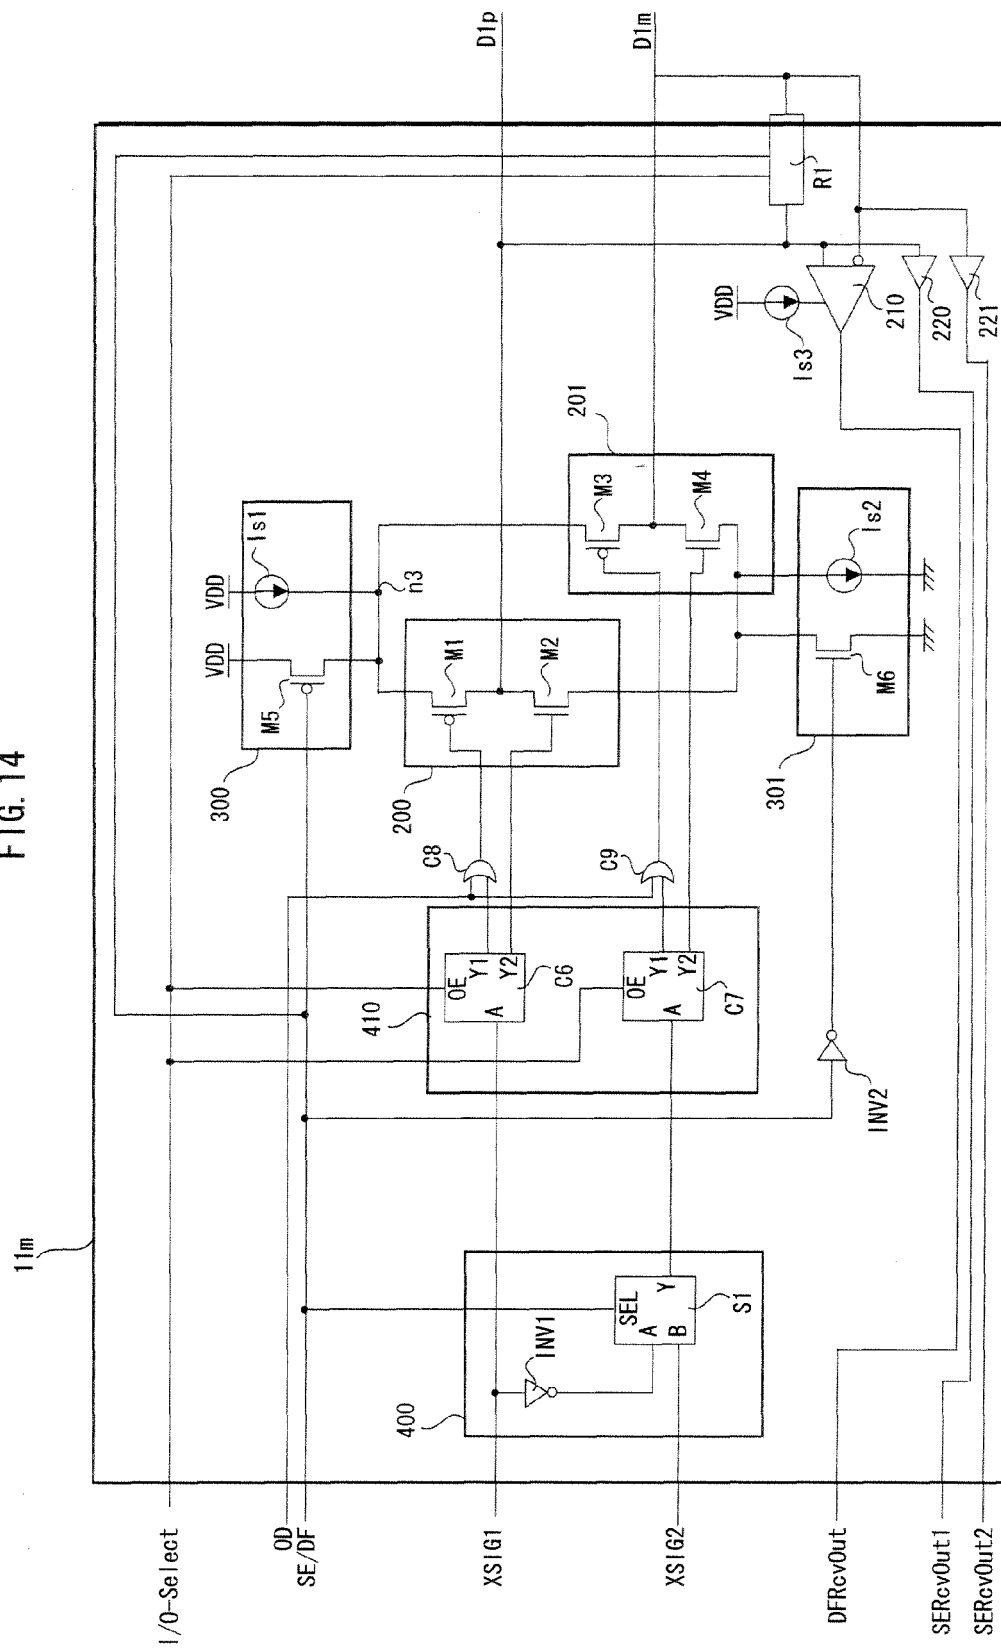 FIG. 14
11m
I/O-Select
OD
SE/DF
XSIG1
XSIG2
DFRcvOut
SERcvOut1
SERcvOut2
400
INV1
SEL
A
B
Y
S1
410
OE
A
Y1
Y2
C6
OE
A
Y1
Y2
C7
INV2
C8
C9
300
VDD
VDD
M5
Is1
n3
200
M1
M2
201
M3
M4
301
M6
Is2
VDD
Is3
210
220
221
R1
D1p
D1m